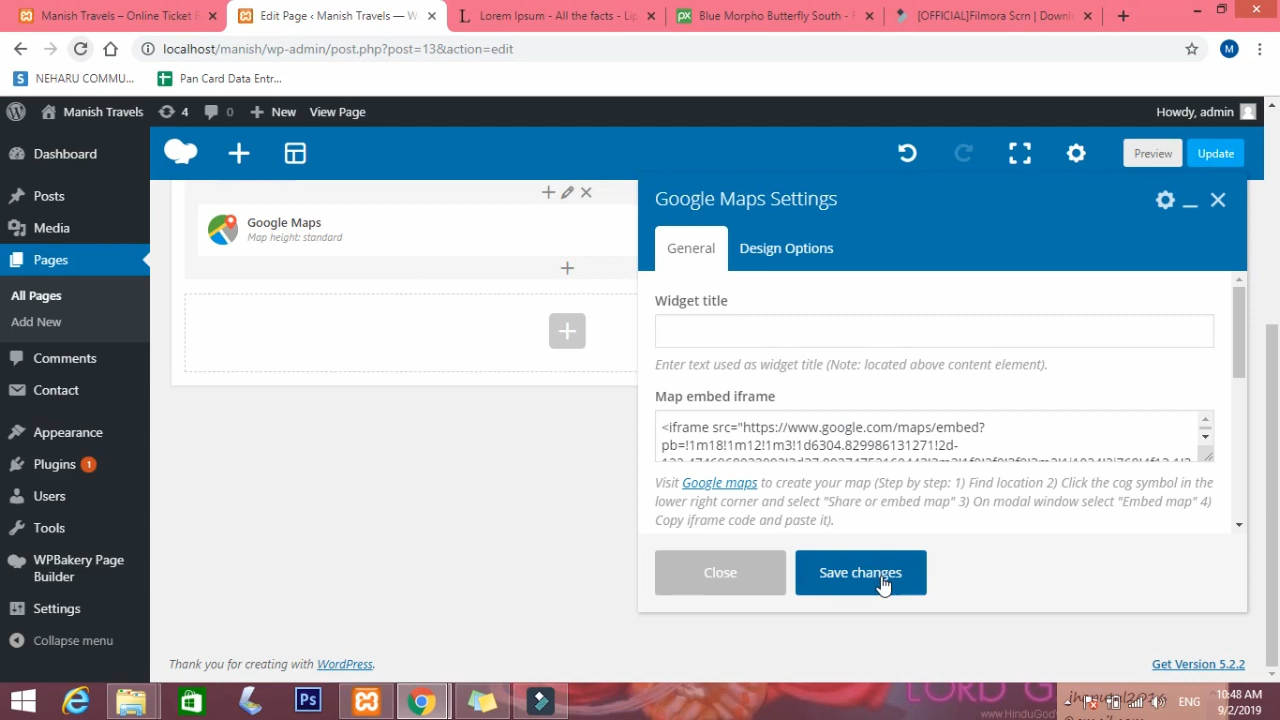 Manish Travels - Online Ticket B
Edit Page ‹ Manish Travels — W
Lorem Ipsum - All the facts - Lip
Blue Morpho Butterfly South - F
[OFFICIAL]Filmora Scrn | Downl
localhost/manish/wp-admin/post.php?post=13&action=edit
M
S NEHARU COMMU...
Pan Card Data Entr...
Manish Travels
4
0
New
View Page
Howdy, admin
Dashboard
Posts
Media
Pages
All Pages
Add New
Comments
Contact
Appearance
Plugins 1
Users
Tools
WPBakery Page
Builder
Settings
Collapse menu
Preview
Update
Google Maps
Map height: standard
Google Maps Settings
General
Design Options
Widget title
Enter text used as widget title (Note: located above content element).
Map embed iframe
<iframe src="https://www.google.com/maps/embed?
pb=!1m18!1m12!1m3!1d6304.829986131271!2d-
Visit Google maps to create your map (Step by step: 1) Find location 2) Click the cog symbol in the
lower right corner and select "Share or embed map" 3) On modal window select "Embed map" 4)
Copy iframe code and paste it).
Close
Save changes
Thank you for creating with WordPress.
Get Version 5.2.2
Ps
LORD G
www.HinduGod
ENG
10:48 AM
9/2/2019